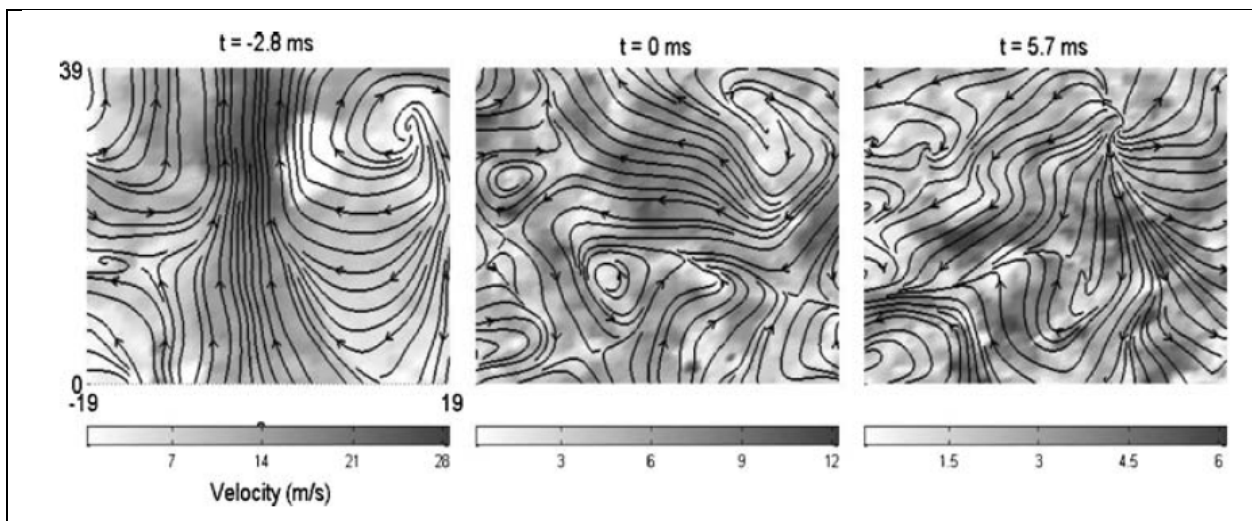 t = -2.8 ms
t = 0 ms
t = 5.7 ms
39
0
-19 19
7 14 21 28
3 6 9 12
1.5 3 4.5 6
Velocity (m/s)